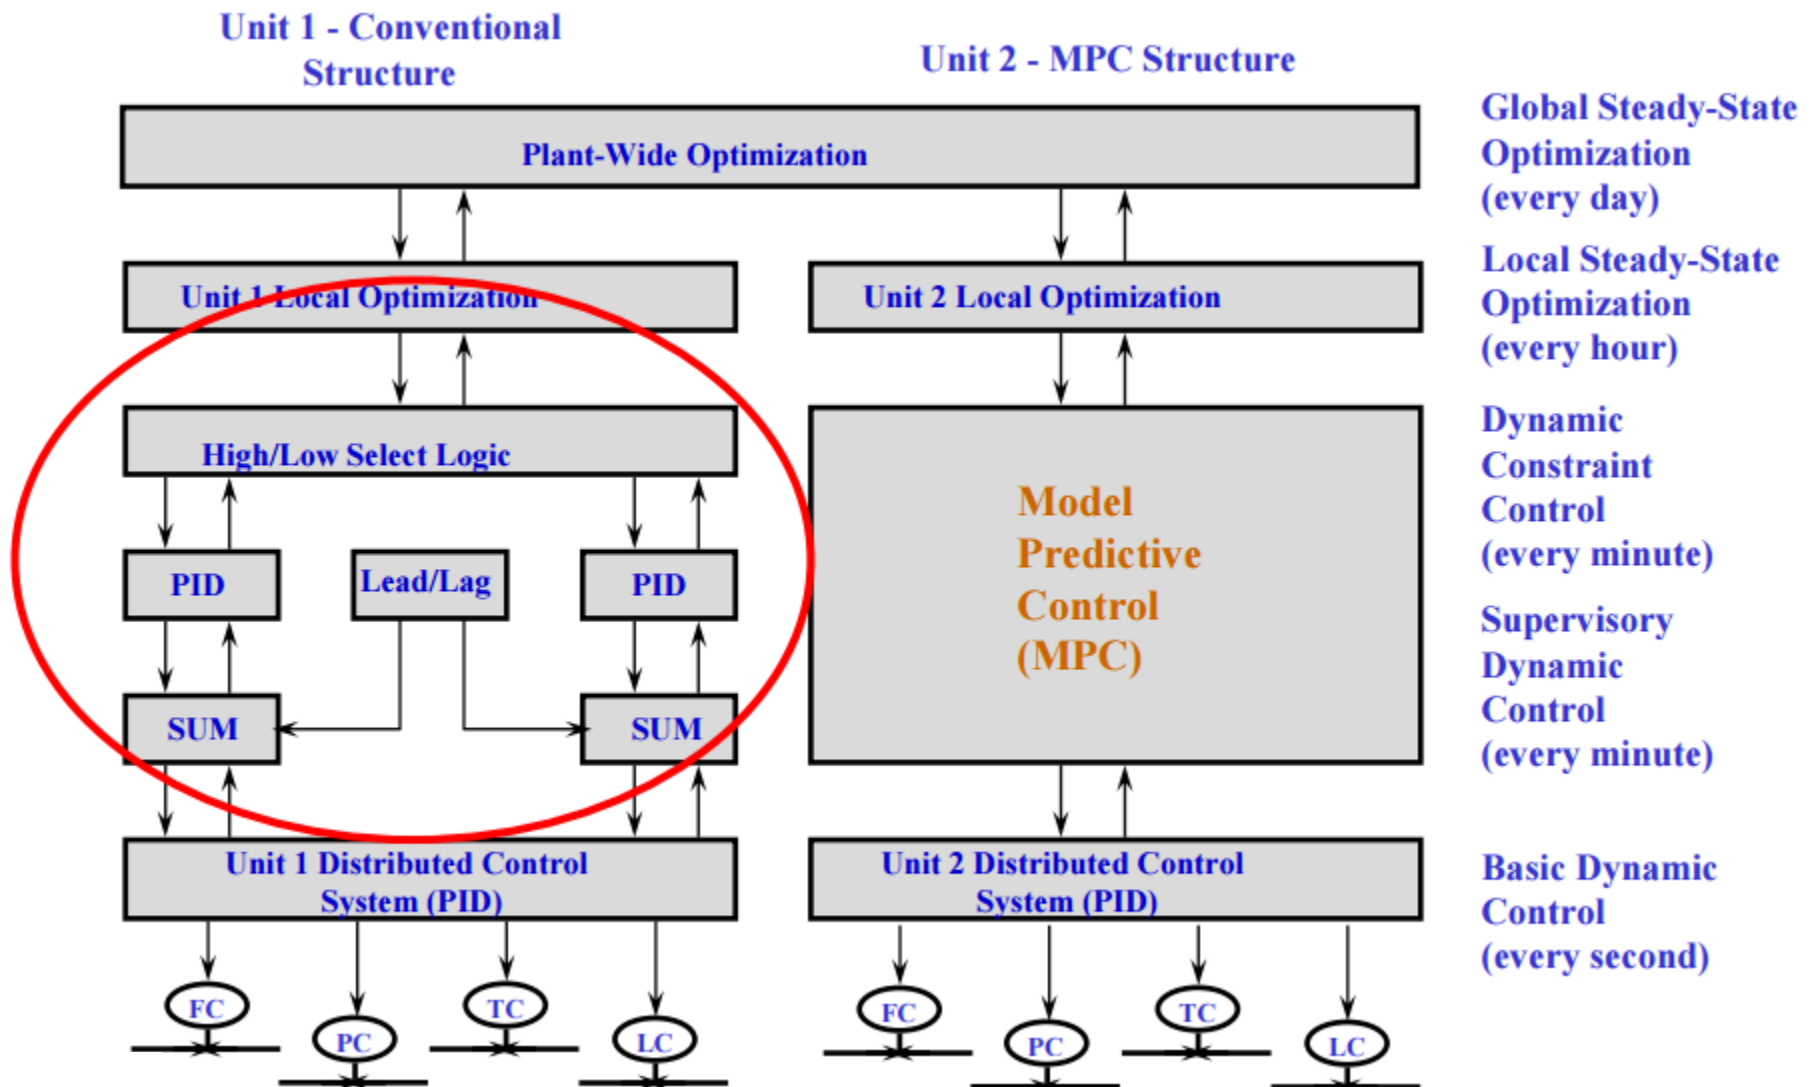 Unit 1 - Conventional
Structure
Unit 2 - MPC Structure
Plant-Wide Optimization
Global Steady-State
Optimization
(every day)
Unit 1 Local Optimization
Unit 2 Local Optimization
Local Steady-State
Optimization
(every hour)
High/Low Select Logic
PID
Lead/Lag
PID
SUM
SUM
Model
Predictive
Control
(MPC)
Dynamic
Constraint
Control
(every minute)
Supervisory
Dynamic
Control
(every minute)
Unit 1 Distributed Control
System (PID)
Unit 2 Distributed Control
System (PID)
Basic Dynamic
Control
(every second)
FC
PC
TC
LC
FC
PC
TC
LC